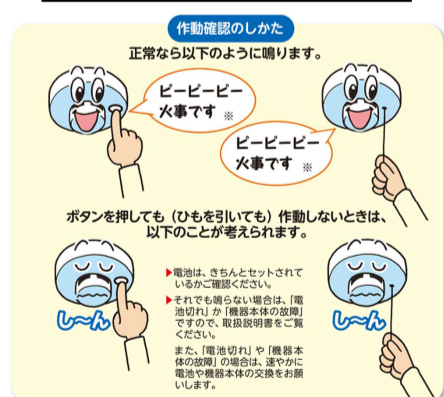 作動確認のしかた
正常なら以下のように鳴ります。
ピーピーピー
火事です ※
ピーピーピー
火事です ※
ボタンを押しても（ひもを引いても）作動しないときは、
以下のことが考えられます。
▶電池は、きちんとセットされて
いるかご確認ください。
▶それでも鳴らない場合は、「電
池切れ」か「機器本体の故障」
ですので、取扱説明書をご覧
ください。
また、「電池切れ」や「機器本
体の故障」の場合は、速やかに
電池や機器本体の交換をお願
いします。
し〜ん
し〜ん